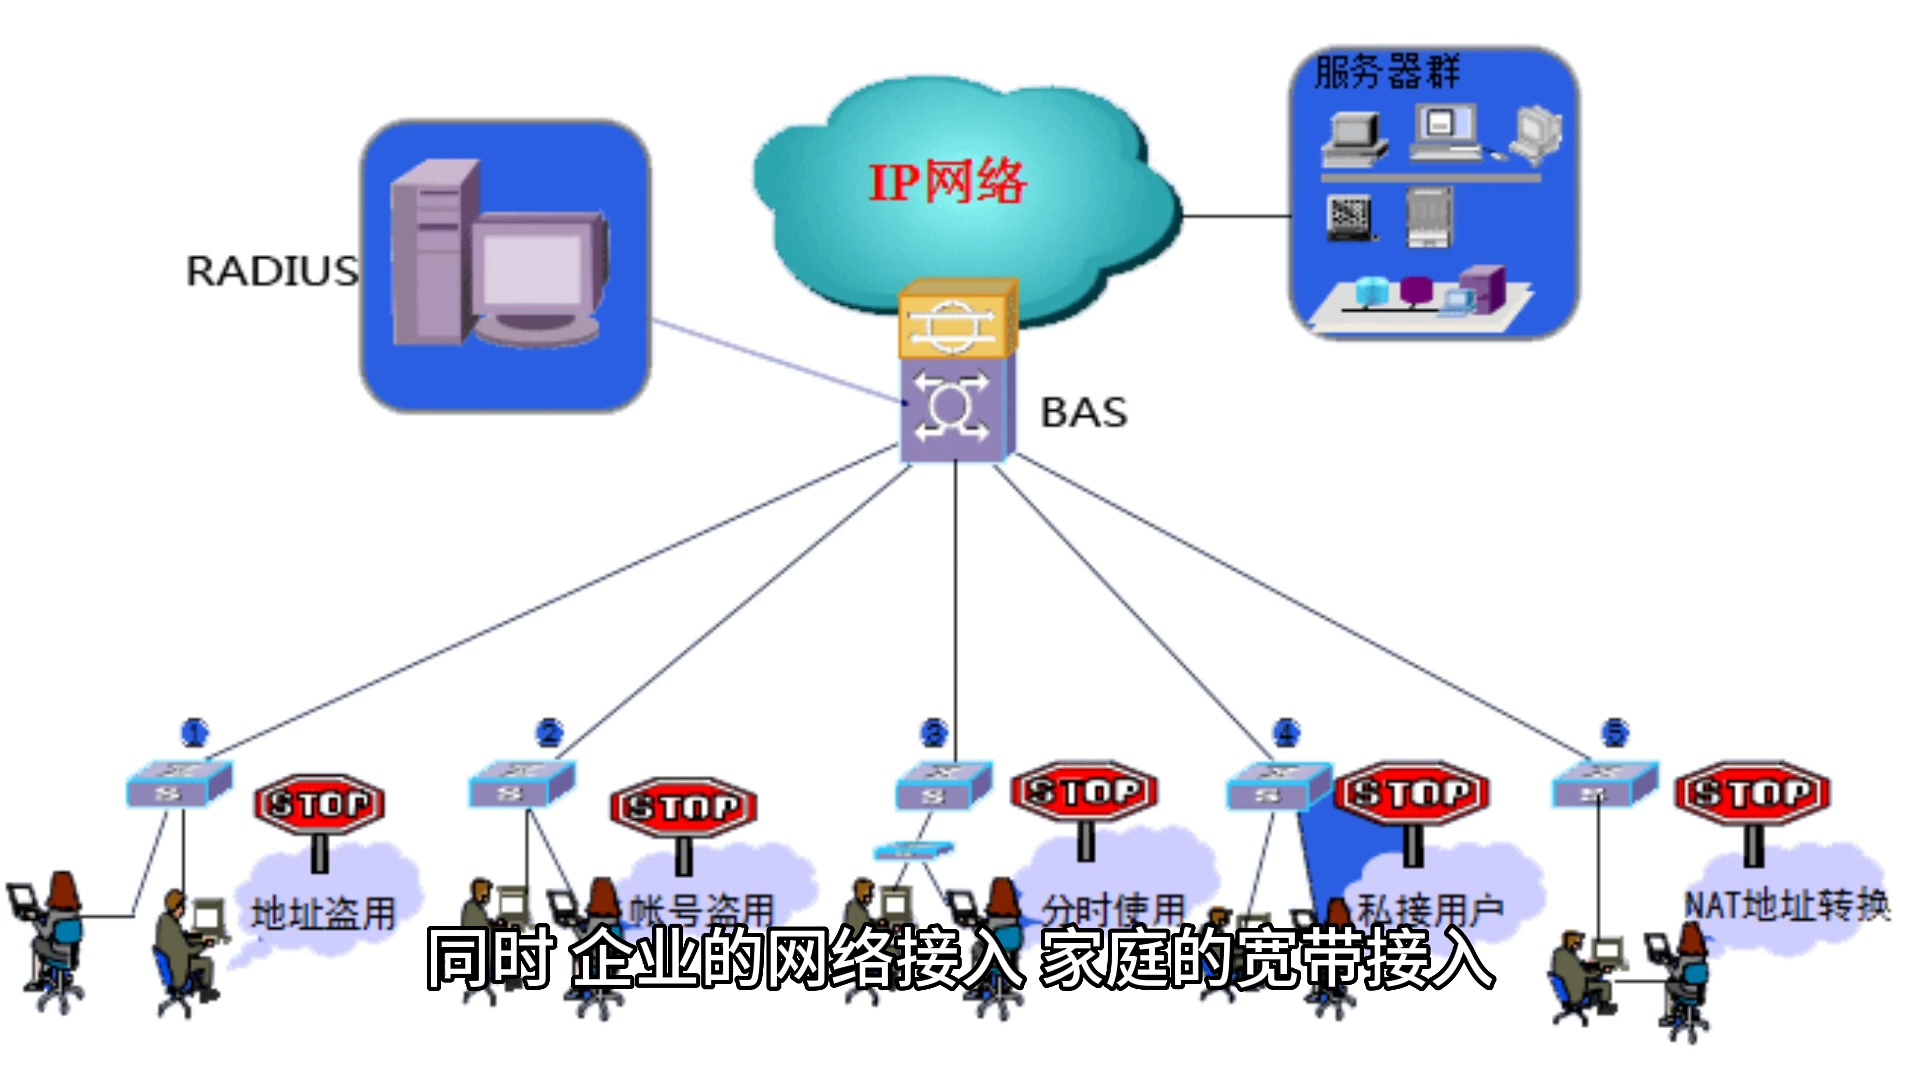 服务器群
IP网络
RADIUS
BAS
① ② ③ ④ ⑤
STOP STOP STOP STOP STOP
地址盗用 帐号盗用 分时使用 私接用户 NAT地址转换
同时 企业的网络接入 家庭的宽带接入